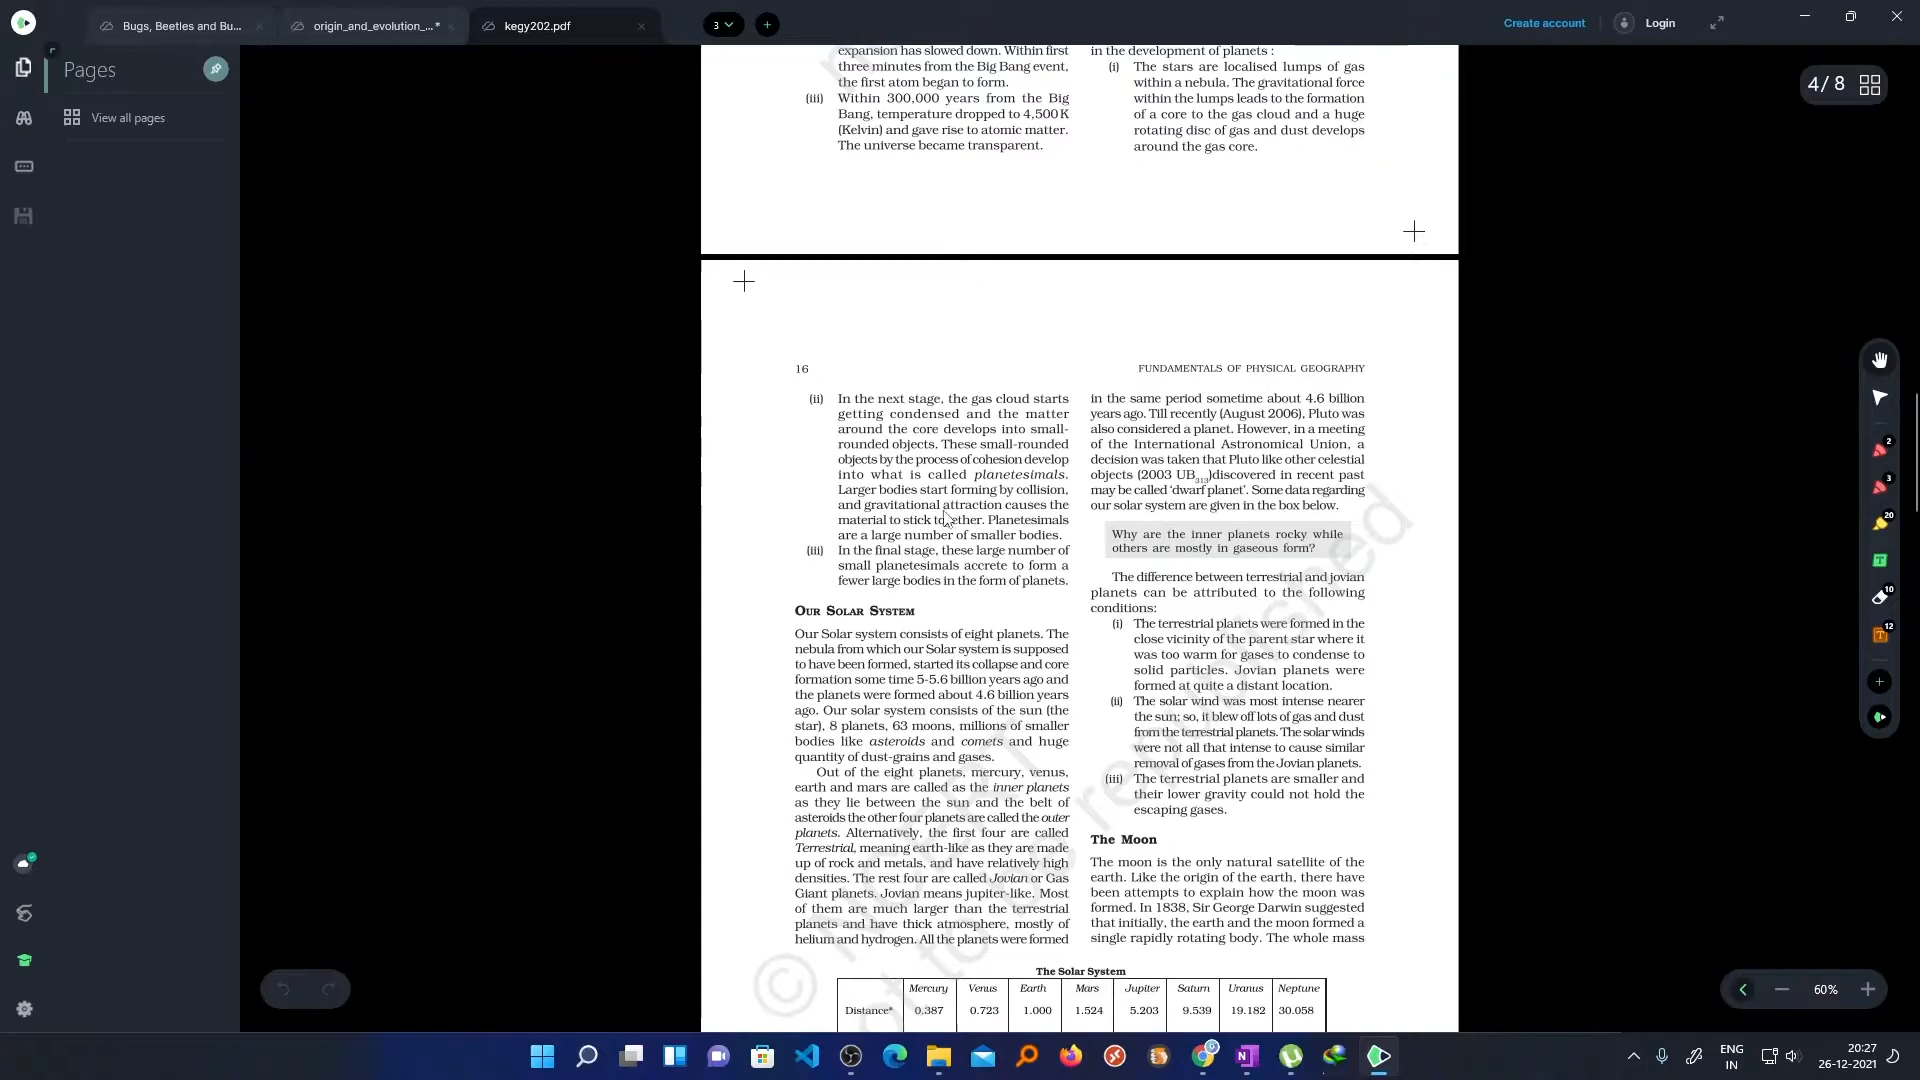 Bugs, Beetles and Bu...
origin_and_evolution_...*
kegy202.pdf
3
Create account
Login
Pages
View all pages
4/ 8
expansion has slowed down. Within first
three minutes from the Big Bang event,
the first atom began to form.
(iii) Within 300,000 years from the Big
Bang, temperature dropped to 4,500K
(Kelvin) and gave rise to atomic matter.
The universe became transparent.
in the development of planets :
(i) The stars are localised lumps of gas
within a nebula. The gravitational force
within the lumps leads to the formation
of a core to the gas cloud and a huge
rotating disc of gas and dust develops
around the gas core.
16
FUNDAMENTALS OF PHYSICAL GEOGRAPHY
(ii) In the next stage, the gas cloud starts
getting condensed and the matter
around the core develops into small-
rounded objects. These small-rounded
objects by the process of cohesion develop
into what is called planetesimals.
Larger bodies start forming by collision,
and gravitational attraction causes the
material to stick together. Planetesimals
are a large number of smaller bodies.
(iii) In the final stage, these large number of
small planetesimals accrete to form a
fewer large bodies in the form of planets.
OUR SOLAR SYSTEM
Our Solar system consists of eight planets. The
nebula from which our Solar system is supposed
to have been formed, started its collapse and core
formation some time 5-5.6 billion years ago and
the planets were formed about 4.6 billion years
ago. Our solar system consists of the sun (the
star), 8 planets, 63 moons, millions of smaller
bodies like asteroids and comets and huge
quantity of dust-grains and gases.
Out of the eight planets, mercury, venus,
earth and mars are called as the inner planets
as they lie between the sun and the belt of
asteroids the other four planets are called the outer
planets. Alternatively, the first four are called
Terrestrial, meaning earth-like as they are made
up of rock and metals, and have relatively high
densities. The rest four are called Jovian or Gas
Giant planets. Jovian means jupiter-like. Most
of them are much larger than the terrestrial
planets and have thick atmosphere, mostly of
helium and hydrogen. All the planets were formed
in the same period sometime about 4.6 billion
years ago. Till recently (August 2006), Pluto was
also considered a planet. However, in a meeting
of the International Astronomical Union, a
decision was taken that Pluto like other celestial
objects (2003 UB313)discovered in recent past
may be called 'dwarf planet'. Some data regarding
our solar system are given in the box below.
Why are the inner planets rocky while
others are mostly in gaseous form?
The difference between terrestrial and jovian
planets can be attributed to the following
conditions:
(i) The terrestrial planets were formed in the
close vicinity of the parent star where it
was too warm for gases to condense to
solid particles. Jovian planets were
formed at quite a distant location.
(ii) The solar wind was most intense nearer
the sun; so, it blew off lots of gas and dust
from the terrestrial planets. The solar winds
were not all that intense to cause similar
removal of gases from the Jovian planets.
(iii) The terrestrial planets are smaller and
their lower gravity could not hold the
escaping gases.
The Moon
The moon is the only natural satellite of the
earth. Like the origin of the earth, there have
been attempts to explain how the moon was
formed. In 1838, Sir George Darwin suggested
that initially, the earth and the moon formed a
single rapidly rotating body. The whole mass
The Solar System
Mercury Venus Earth Mars Jupiter Saturn Uranus Neptune
Distance* 0.387 0.723 1.000 1.524 5.203 9.539 19.182 30.058
© NCERT
not to be republished
2
3
20
10
12
60%
ENG
IN
20:27
26-12-2021